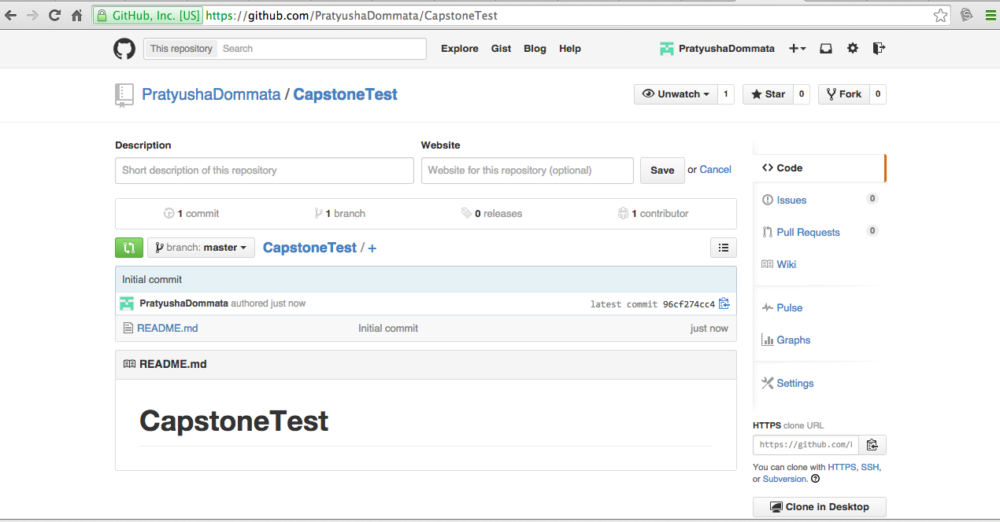 GitHub, Inc. [US] https://github.com/PratyushaDommata/CapstoneTest
This repository Search Explore Gist Blog Help PratyushaDommata
PratyushaDommata / CapstoneTest Unwatch 1 Star 0 Fork 0
Description Website
Short description of this repository Website for this repository (optional) Save or Cancel
1 commit 1 branch 0 releases 1 contributor
branch: master CapstoneTest / +
Initial commit
PratyushaDommata authored just now latest commit 96cf274cc4
README.md Initial commit just now
README.md
CapstoneTest
Code
Issues 0
Pull Requests 0
Wiki
Pulse
Graphs
Settings
HTTPS clone URL
https://github.com/
You can clone with HTTPS, SSH,
or Subversion.
Clone in Desktop